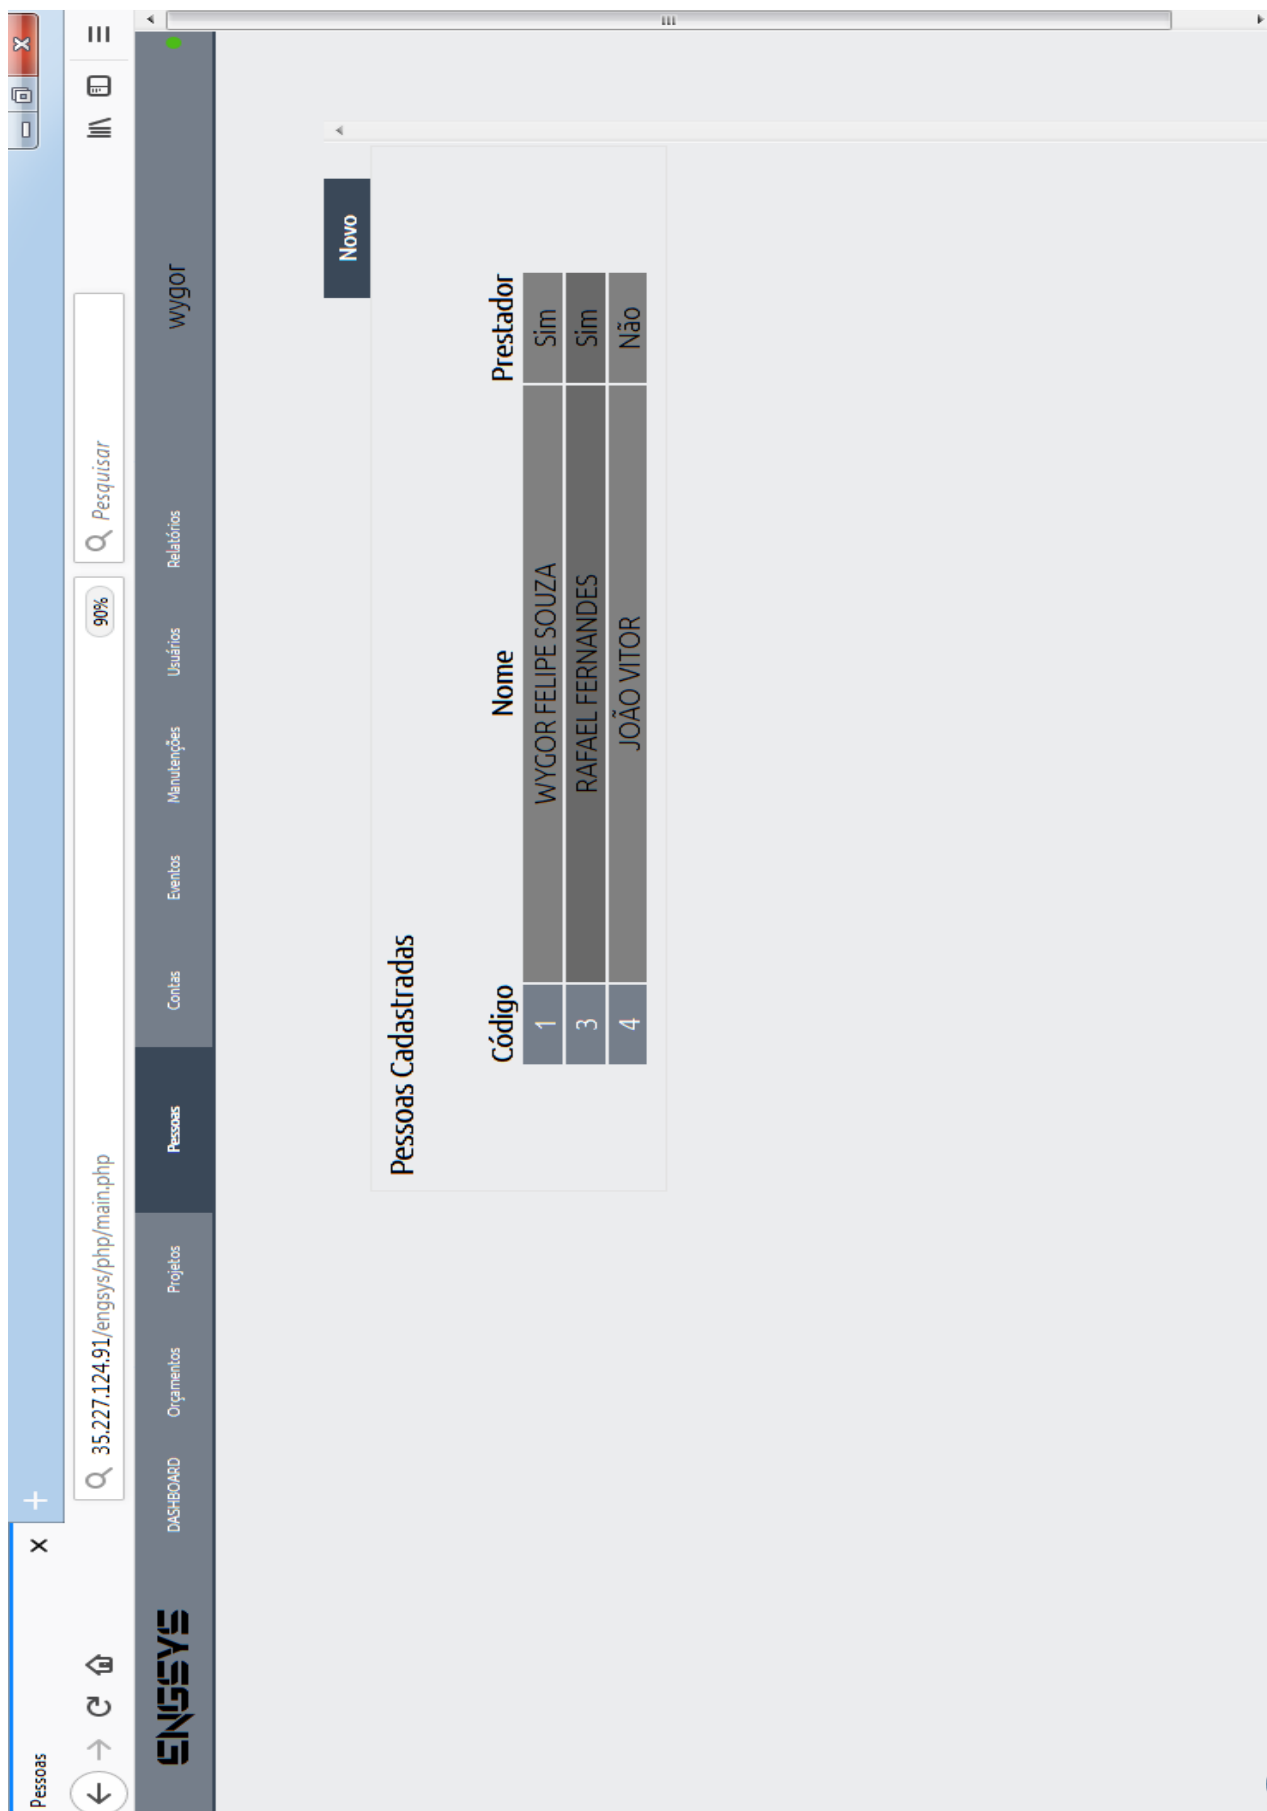 Pessoas
35.227.124.91/engsys/php/main.php 90% Pesquisar
ENGSYS DASHBOARD Orçamentos Projetos Pessoas Contas Eventos Manutenções Usuários Relatórios wygor
Novo
Pessoas Cadastradas
Código Nome Prestador
1 WYGOR FELIPE SOUZA Sim
3 RAFAEL FERNANDES Sim
4 JOÃO VITOR Não